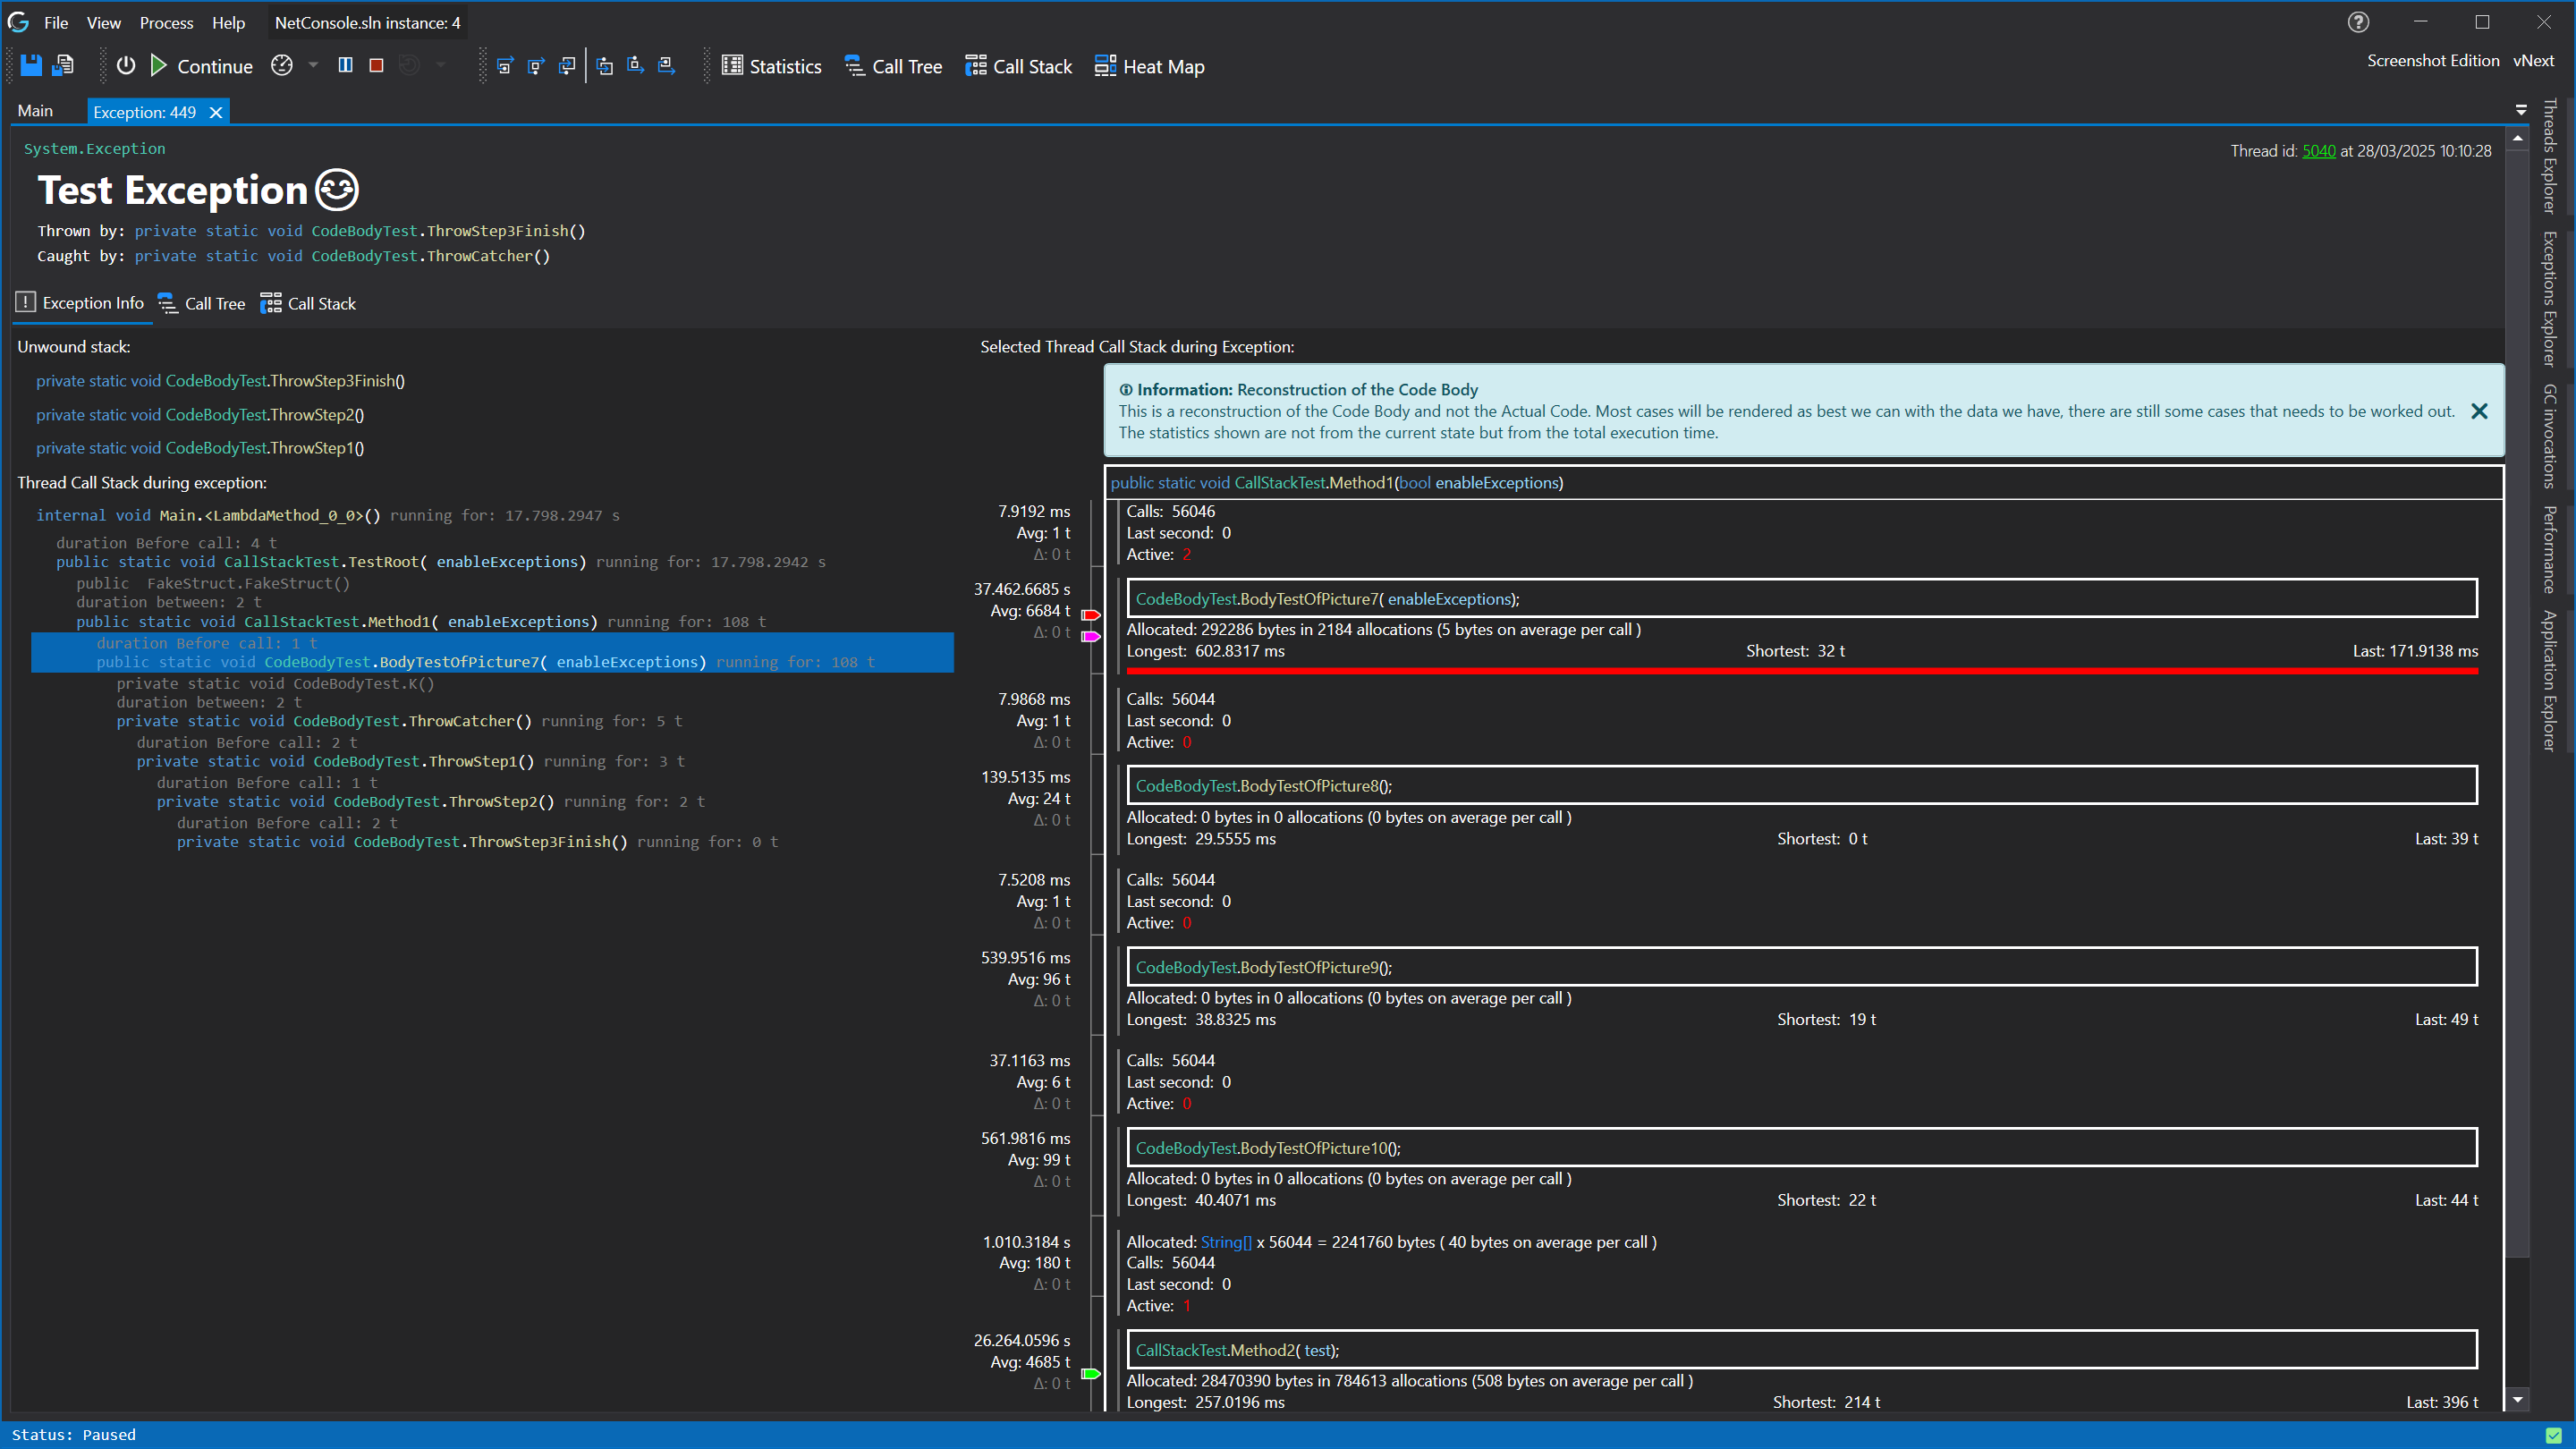 File View Process Help NetConsole.sln instance: 4
Continue Statistics Call Tree Call Stack Heat Map
Screenshot Edition vNext
Main Exception: 449
System.Exception
Thread id: 5040 at 28/03/2025 10:10:28
Test Exception😊
Thrown by: private static void CodeBodyTest.ThrowStep3Finish()
Caught by: private static void CodeBodyTest.ThrowCatcher()
Exception Info Call Tree Call Stack
Unwound stack:
private static void CodeBodyTest.ThrowStep3Finish()
private static void CodeBodyTest.ThrowStep2()
private static void CodeBodyTest.ThrowStep1()
Thread Call Stack during exception:
internal void Main.<LambdaMethod_0_0>() running for: 17.798.2947 s
duration Before call: 4 t
public static void CallStackTest.TestRoot( enableExceptions) running for: 17.798.2942 s
public FakeStruct.FakeStruct()
duration between: 2 t
public static void CallStackTest.Method1( enableExceptions) running for: 108 t
duration Before call: 1 t
public static void CodeBodyTest.BodyTestOfPicture7( enableExceptions) running for: 108 t
private static void CodeBodyTest.K()
duration between: 2 t
private static void CodeBodyTest.ThrowCatcher() running for: 5 t
duration Before call: 2 t
private static void CodeBodyTest.ThrowStep1() running for: 3 t
duration Before call: 1 t
private static void CodeBodyTest.ThrowStep2() running for: 2 t
duration Before call: 2 t
private static void CodeBodyTest.ThrowStep3Finish() running for: 0 t
Selected Thread Call Stack during Exception:
Information: Reconstruction of the Code Body
This is a reconstruction of the Code Body and not the Actual Code. Most cases will be rendered as best we can with the data we have, there are still some cases that needs to be worked out.
The statistics shown are not from the current state but from the total execution time.
public static void CallStackTest.Method1(bool enableExceptions)
7.9192 ms Calls: 56046
Avg: 1 t Last second: 0
Δ: 0 t Active: 2
37.462.6685 s CodeBodyTest.BodyTestOfPicture7( enableExceptions);
Avg: 6684 t
Δ: 0 t Allocated: 292286 bytes in 2184 allocations (5 bytes on average per call )
Longest: 602.8317 ms Shortest: 32 t Last: 171.9138 ms
7.9868 ms Calls: 56044
Avg: 1 t Last second: 0
Δ: 0 t Active: 0
139.5135 ms CodeBodyTest.BodyTestOfPicture8();
Avg: 24 t
Δ: 0 t Allocated: 0 bytes in 0 allocations (0 bytes on average per call )
Longest: 29.5555 ms Shortest: 0 t Last: 39 t
7.5208 ms Calls: 56044
Avg: 1 t Last second: 0
Δ: 0 t Active: 0
539.9516 ms CodeBodyTest.BodyTestOfPicture9();
Avg: 96 t
Δ: 0 t Allocated: 0 bytes in 0 allocations (0 bytes on average per call )
Longest: 38.8325 ms Shortest: 19 t Last: 49 t
37.1163 ms Calls: 56044
Avg: 6 t Last second: 0
Δ: 0 t Active: 0
561.9816 ms CodeBodyTest.BodyTestOfPicture10();
Avg: 99 t
Δ: 0 t Allocated: 0 bytes in 0 allocations (0 bytes on average per call )
Longest: 40.4071 ms Shortest: 22 t Last: 44 t
1.010.3184 s Allocated: String[] x 56044 = 2241760 bytes ( 40 bytes on average per call )
Avg: 180 t Calls: 56044
Δ: 0 t Last second: 0
Active: 1
26.264.0596 s CallStackTest.Method2( test);
Avg: 4685 t
Δ: 0 t Allocated: 28470390 bytes in 784613 allocations (508 bytes on average per call )
Longest: 257.0196 ms Shortest: 214 t Last: 396 t
Threads Explorer
Exceptions Explorer
GC invocations
Performance
Application Explorer
Status: Paused